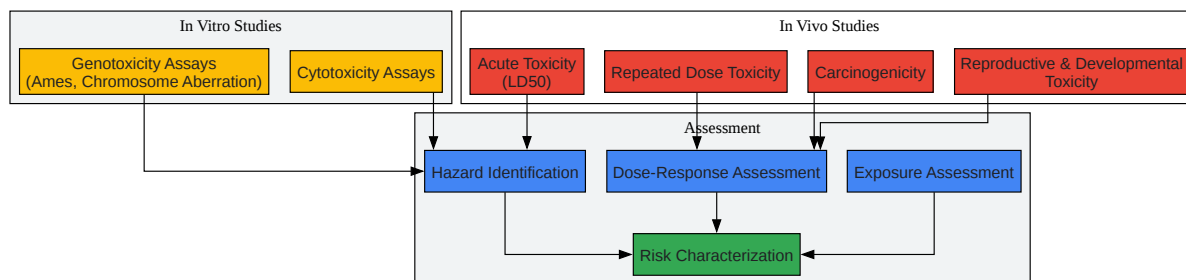 In Vitro Studies
In Vivo Studies
Genotoxicity Assays
(Ames, Chromosome Aberration)
Cytotoxicity Assays
Acute Toxicity
(LD50)
Repeated Dose Toxicity
Carcinogenicity
Reproductive & Developmental
Toxicity
Assessment
Hazard Identification
Dose-Response Assessment
Exposure Assessment
Risk Characterization